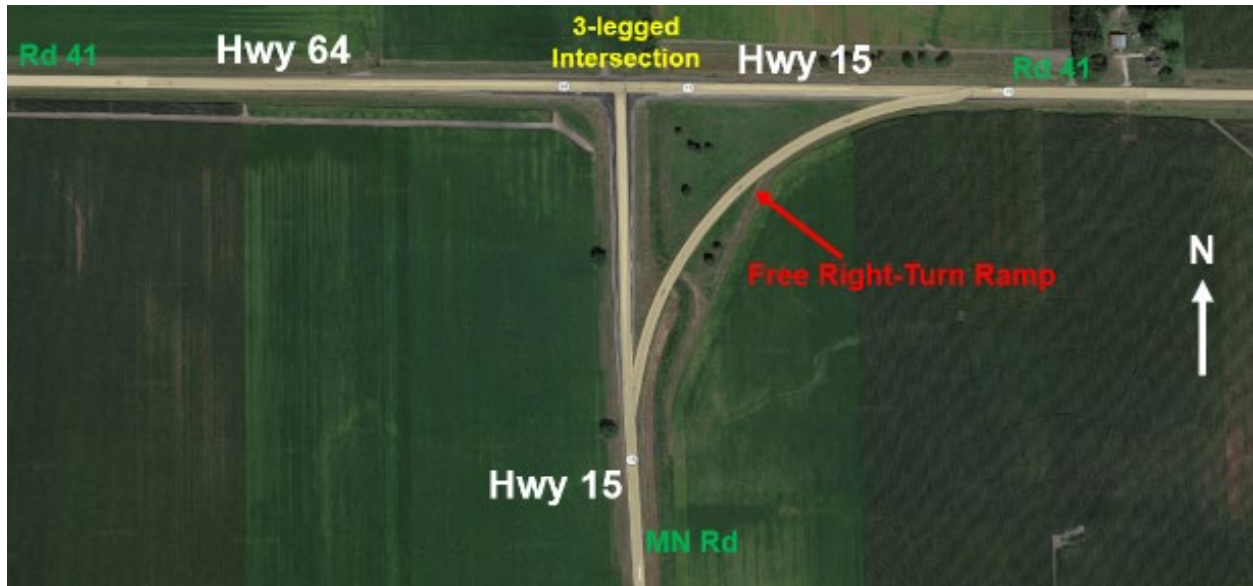 Rd 41
Hwy 64
3-legged
Intersection
Hwy 15
Rd 41
Free Right-Turn Ramp
N
Hwy 15
MN Rd